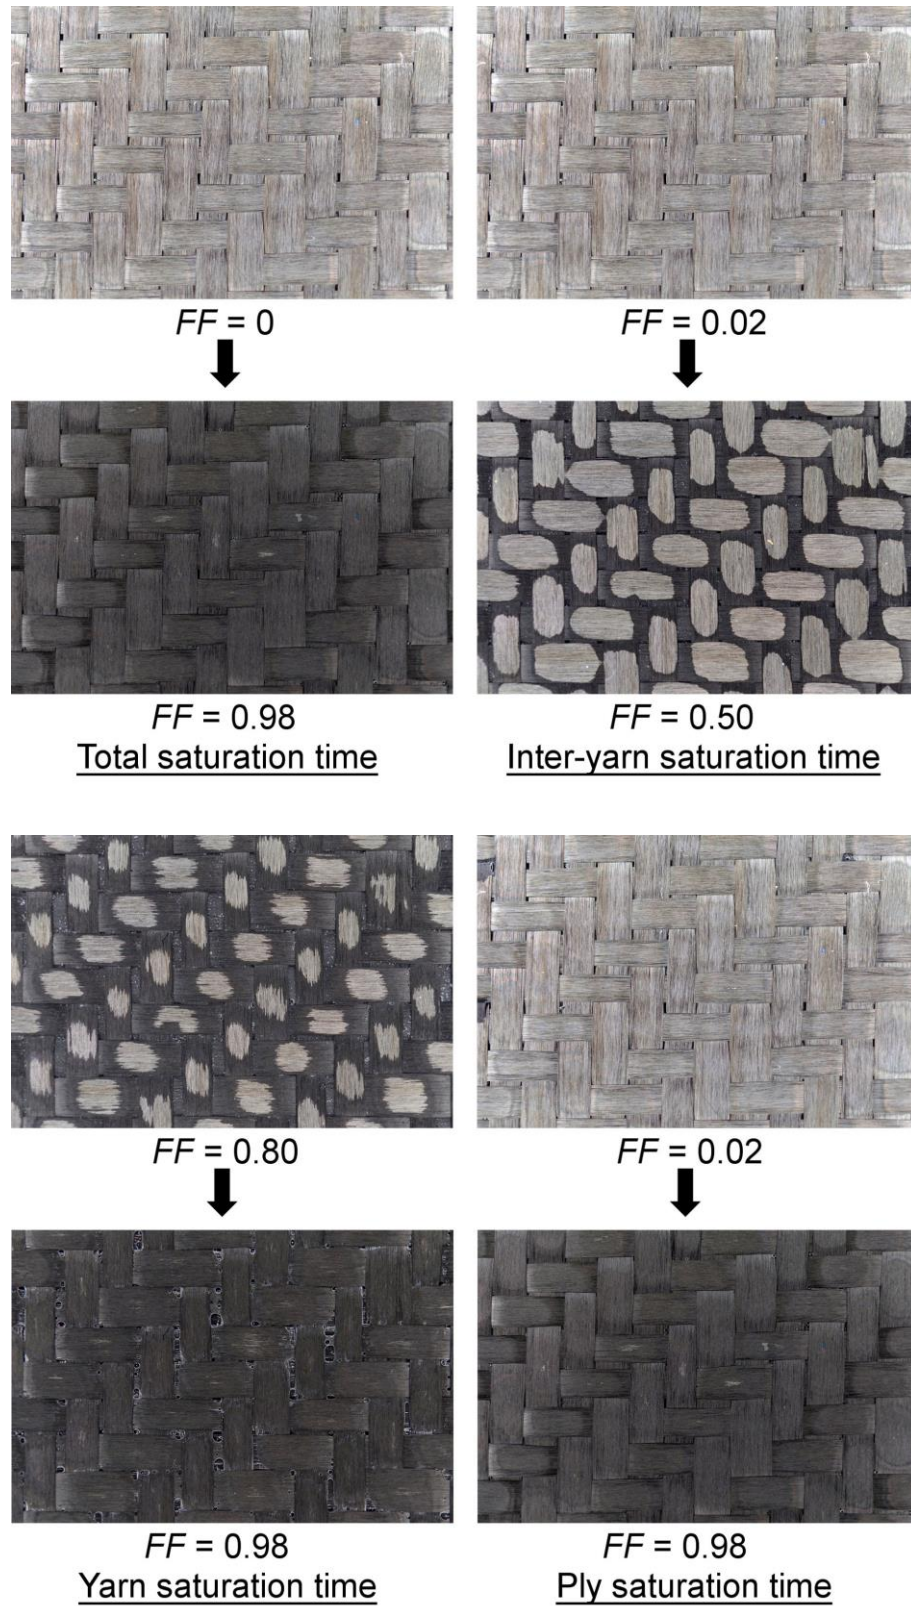 FF = 0
FF = 0.02
FF = 0.98
Total saturation time
FF = 0.50
Inter-yarn saturation time
FF = 0.80
FF = 0.02
FF = 0.98
Yarn saturation time
FF = 0.98
Ply saturation time